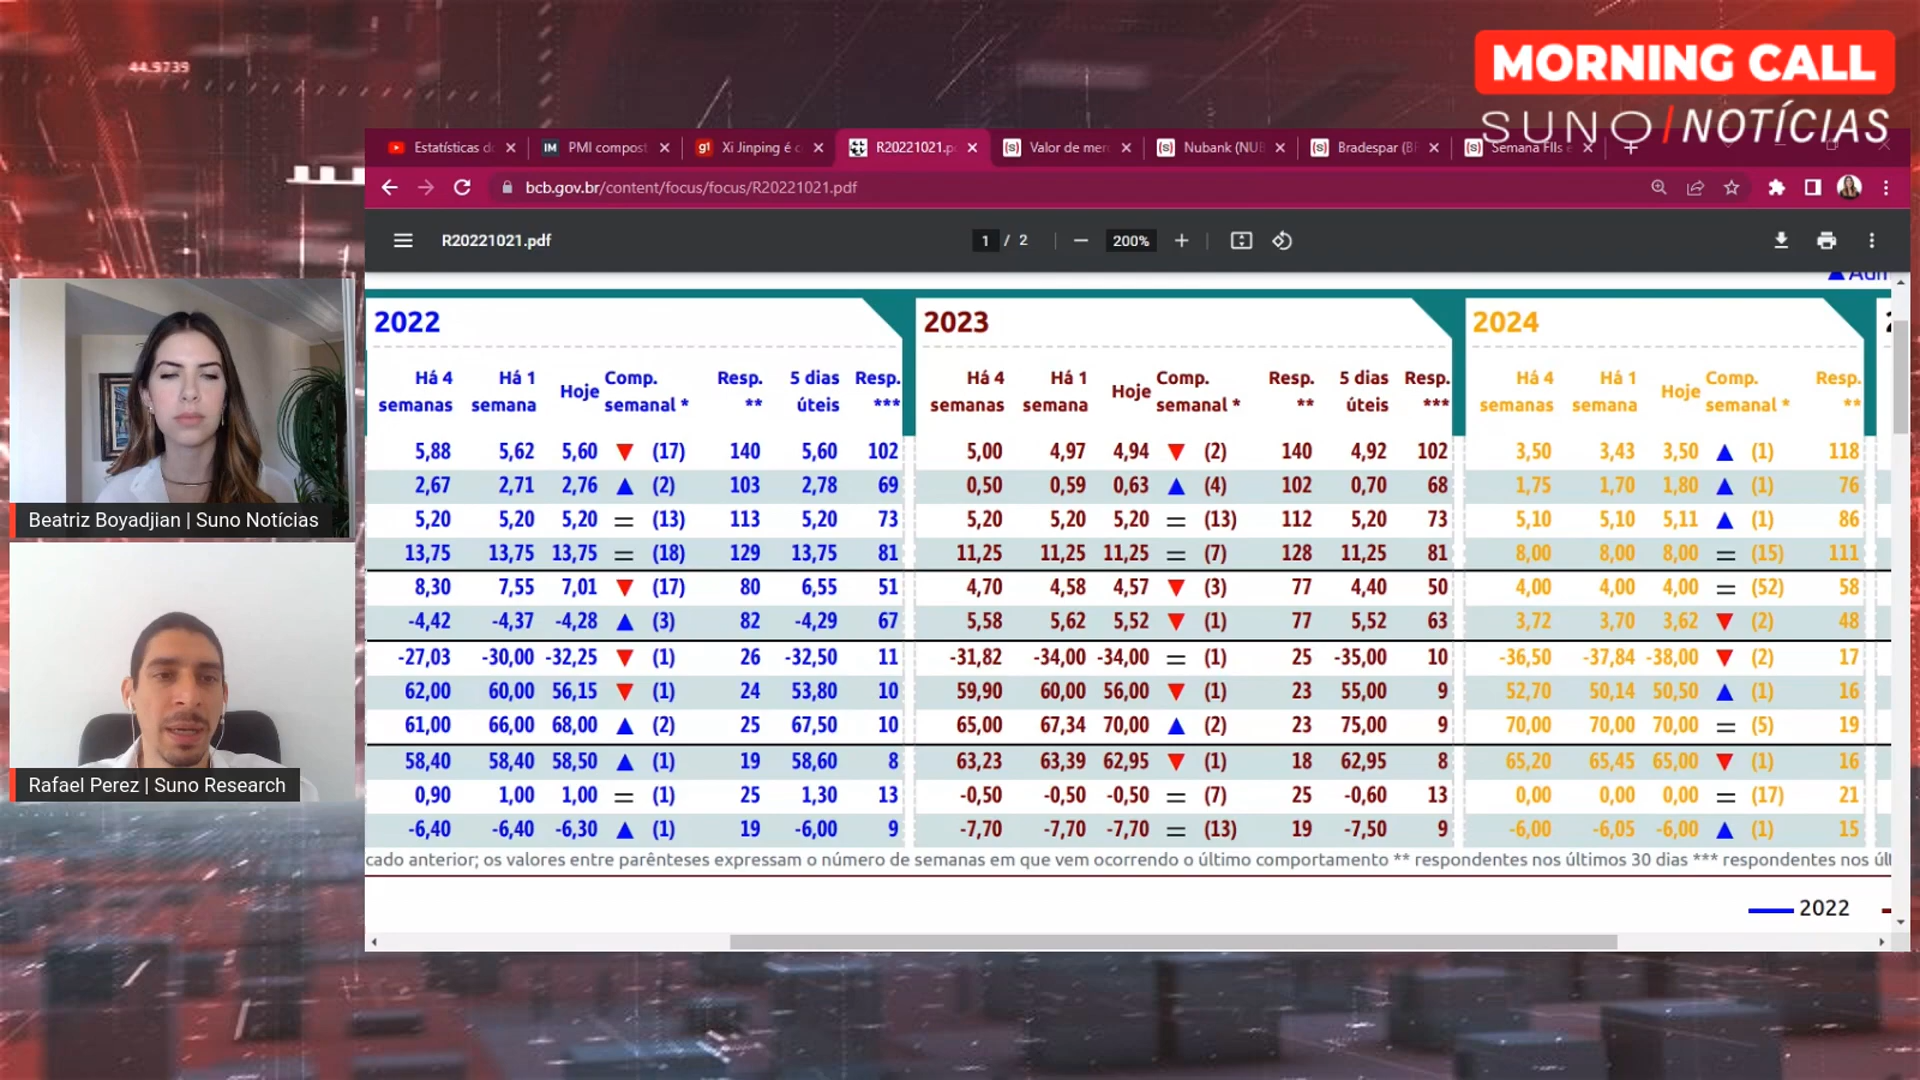 44.9739
MORNING CALL
SUNO/NOTÍCIAS
Estatísticas d
PMI compost
Xi Jinping é c
R20221021.p
Valor de mer
Nubank (NUB
Bradespar (B
Semana FIIs e
bcb.gov.br/content/focus/focus/R20221021.pdf
R20221021.pdf
1 / 2
200%
2022
2023
2024
Há 4 semanas Há 1 semana Hoje Comp. semanal * Resp. ** 5 dias úteis Resp. *** Há 4 semanas Há 1 semana Hoje Comp. semanal * Resp. ** 5 dias úteis Resp. *** Há 4 semanas Há 1 semana Hoje Comp. semanal * Resp. **
5,88 5,62 5,60 ▼ (17) 140 5,60 102 5,00 4,97 4,94 ▼ (2) 140 4,92 102 3,50 3,43 3,50 ▲ (1) 118
2,67 2,71 2,76 ▲ (2) 103 2,78 69 0,50 0,59 0,63 ▲ (4) 102 0,70 68 1,75 1,70 1,80 ▲ (1) 76
5,20 5,20 5,20 = (13) 113 5,20 73 5,20 5,20 5,20 = (13) 112 5,20 73 5,10 5,10 5,11 ▲ (1) 86
13,75 13,75 13,75 = (18) 129 13,75 81 11,25 11,25 11,25 = (7) 128 11,25 81 8,00 8,00 8,00 = (15) 111
8,30 7,55 7,01 ▼ (17) 80 6,55 51 4,70 4,58 4,57 ▼ (3) 77 4,40 50 4,00 4,00 4,00 = (52) 58
-4,42 -4,37 -4,28 ▲ (3) 82 -4,29 67 5,58 5,62 5,52 ▼ (1) 77 5,52 63 3,72 3,70 3,62 ▼ (2) 48
-27,03 -30,00 -32,25 ▼ (1) 26 -32,50 11 -31,82 -34,00 -34,00 = (1) 25 -35,00 10 -36,50 -37,84 -38,00 ▼ (2) 17
62,00 60,00 56,15 ▼ (1) 24 53,80 10 59,90 60,00 56,00 ▼ (1) 23 55,00 9 52,70 50,14 50,50 ▲ (1) 16
61,00 66,00 68,00 ▲ (2) 25 67,50 10 65,00 67,34 70,00 ▲ (2) 23 75,00 9 70,00 70,00 70,00 = (5) 19
58,40 58,40 58,50 ▲ (1) 19 58,60 8 63,23 63,39 62,95 ▼ (1) 18 62,95 8 65,20 65,45 65,00 ▼ (1) 16
0,90 1,00 1,00 = (1) 25 1,30 13 -0,50 -0,50 -0,50 = (7) 25 -0,60 13 0,00 0,00 0,00 = (17) 21
-6,40 -6,40 -6,30 ▲ (1) 19 -6,00 9 -7,70 -7,70 -7,70 = (13) 19 -7,50 9 -6,00 -6,05 -6,00 ▲ (1) 15
cado anterior; os valores entre parênteses expressam o número de semanas em que vem ocorrendo o último comportamento ** respondentes nos últimos 30 dias *** respondentes nos últ
2022
Beatriz Boyadjian | Suno Notícias
Rafael Perez | Suno Research